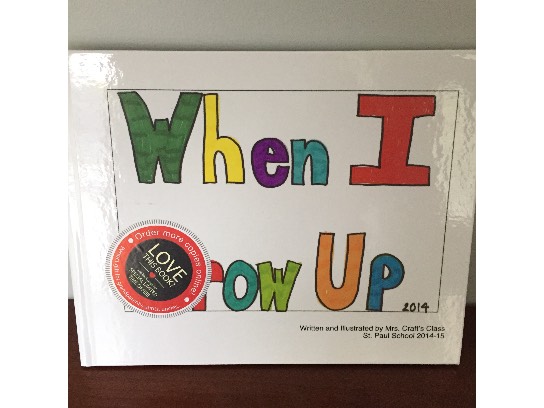 When I
row UP
2014
Order more copies online!
LOVE
THIS BOOK?
Written and Illustrated by Mrs. Craft's Class
St. Paul School 2014-15